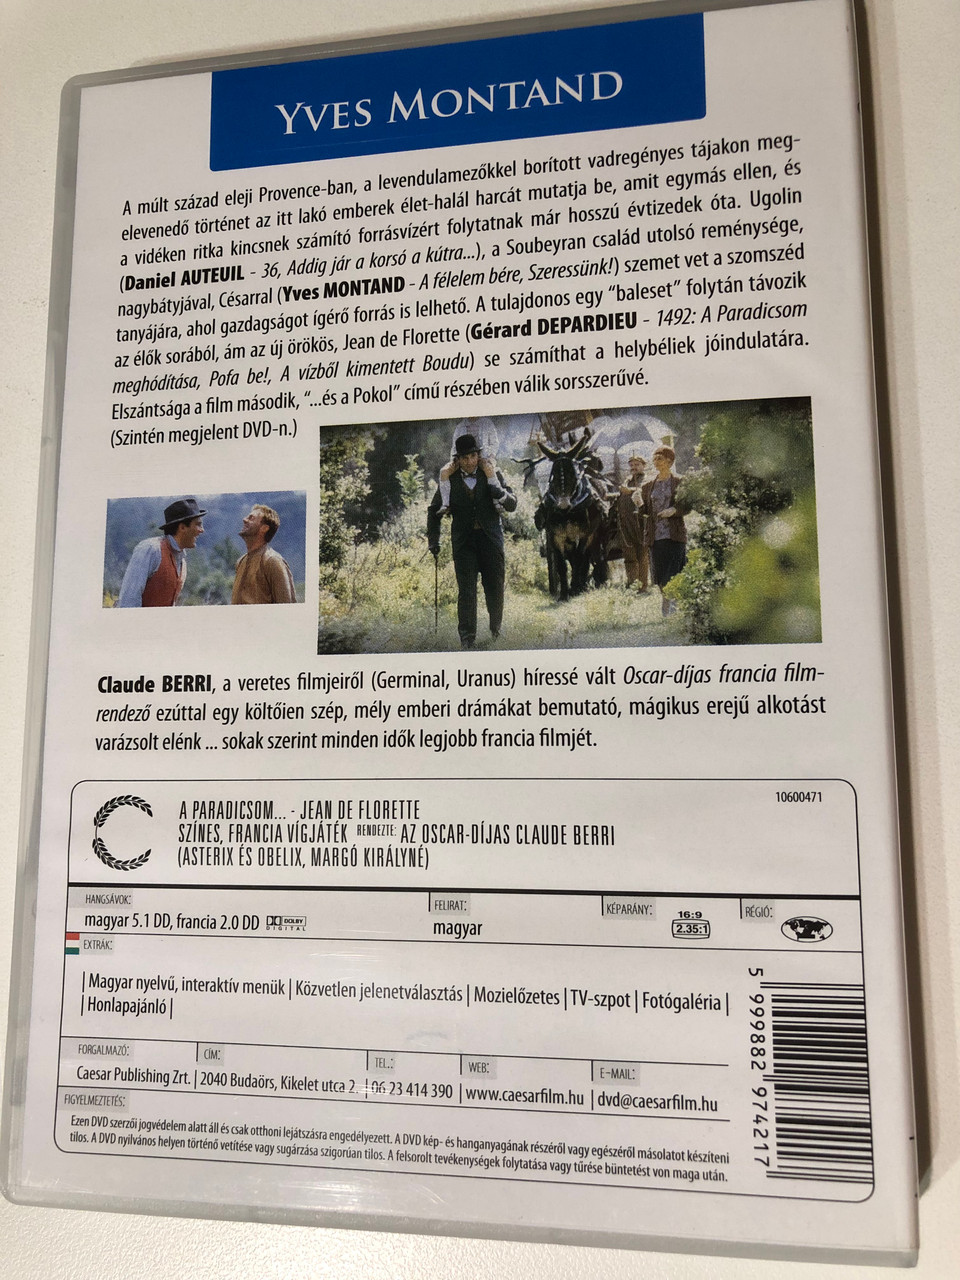 YVES MONTAND
A múlt század eleji Provence-ban, a levendulamezőkkel borított vadregényes tájakon meg-
elevenedő történet az itt lakó emberek élet-halál harcát mutatja be, amit egymás ellen, és
a vidéken ritka kincsnek számító forrásvízért folytatnak már hosszú évtizedek óta. Ugolin
(Daniel AUTEUIL - 36, Addig jár a korsó a kútra...), a Soubeyran család utolsó reménysége,
nagybátyjával, Césarral (Yves MONTAND - A félelem bére, Szeressünk!) szemet vet a szomszéd
tanyájára, ahol gazdagságot ígérő forrás is lelhető. A tulajdonos egy "baleset" folytán távozik
az élők sorából, ám az új örökös, Jean de Florette (Gérard DEPARDIEU - 1492: A Paradicsom
meghódítása, Pofa be!, A vízből kimentett Boudu) se számíthat a helybéliek jóindulatára.
Elszántsága a film második, "...és a Pokol" című részében válik sorsszerűvé.
(Szintén megjelent DVD-n.)
Claude BERRI, a veretes filmjeiről (Germinal, Uranus) híressé vált Oscar-díjas francia film-
rendező ezúttal egy költőien szép, mély emberi drámákat bemutató, mágikus erejű alkotást
varázsolt elénk ... sokak szerint minden idők legjobb francia filmjét.
10600471
A PARADICSOM... - JEAN DE FLORETTE
SZÍNES, FRANCIA VÍGJÁTÉK RENDEZTE: AZ OSCAR-DÍJAS CLAUDE BERRI
(ASTERIX ÉS OBELIX, MARGÓ KIRÁLYNÉ)
HANGSÁVOK: FELIRAT: KÉPARÁNY: RÉGIÓ:
magyar 5.1 DD, francia 2.0 DD DOLBY DIGITAL magyar 16:9 2.35:1
EXTRÁK:
|Magyar nyelvű, interaktív menük | Közvetlen jelenetválasztás | Mozielőzetes | TV-szpot | Fotógaléria |
| Honlapajánló |
FORGALMAZÓ: CÍM: TEL.: WEB: E-MAIL:
Caesar Publishing Zrt. | 2040 Budaörs, Kikelet utca 2. | 06 23 414 390 | www.caesarfilm.hu | dvd@caesarfilm.hu
FIGYELMEZTETÉS:
Ezen DVD szerzői jogvédelem alatt áll és csak otthoni lejátszásra engedélyezett. A DVD kép- és hanganyagának részéről vagy egészéről másolatot készíteni
tilos. A DVD nyilvános helyen történő vetítése vagy sugárzása szigorúan tilos. A felsorolt tevékenységek folytatása vagy tűrése büntetést von maga után.
5 999882 974217